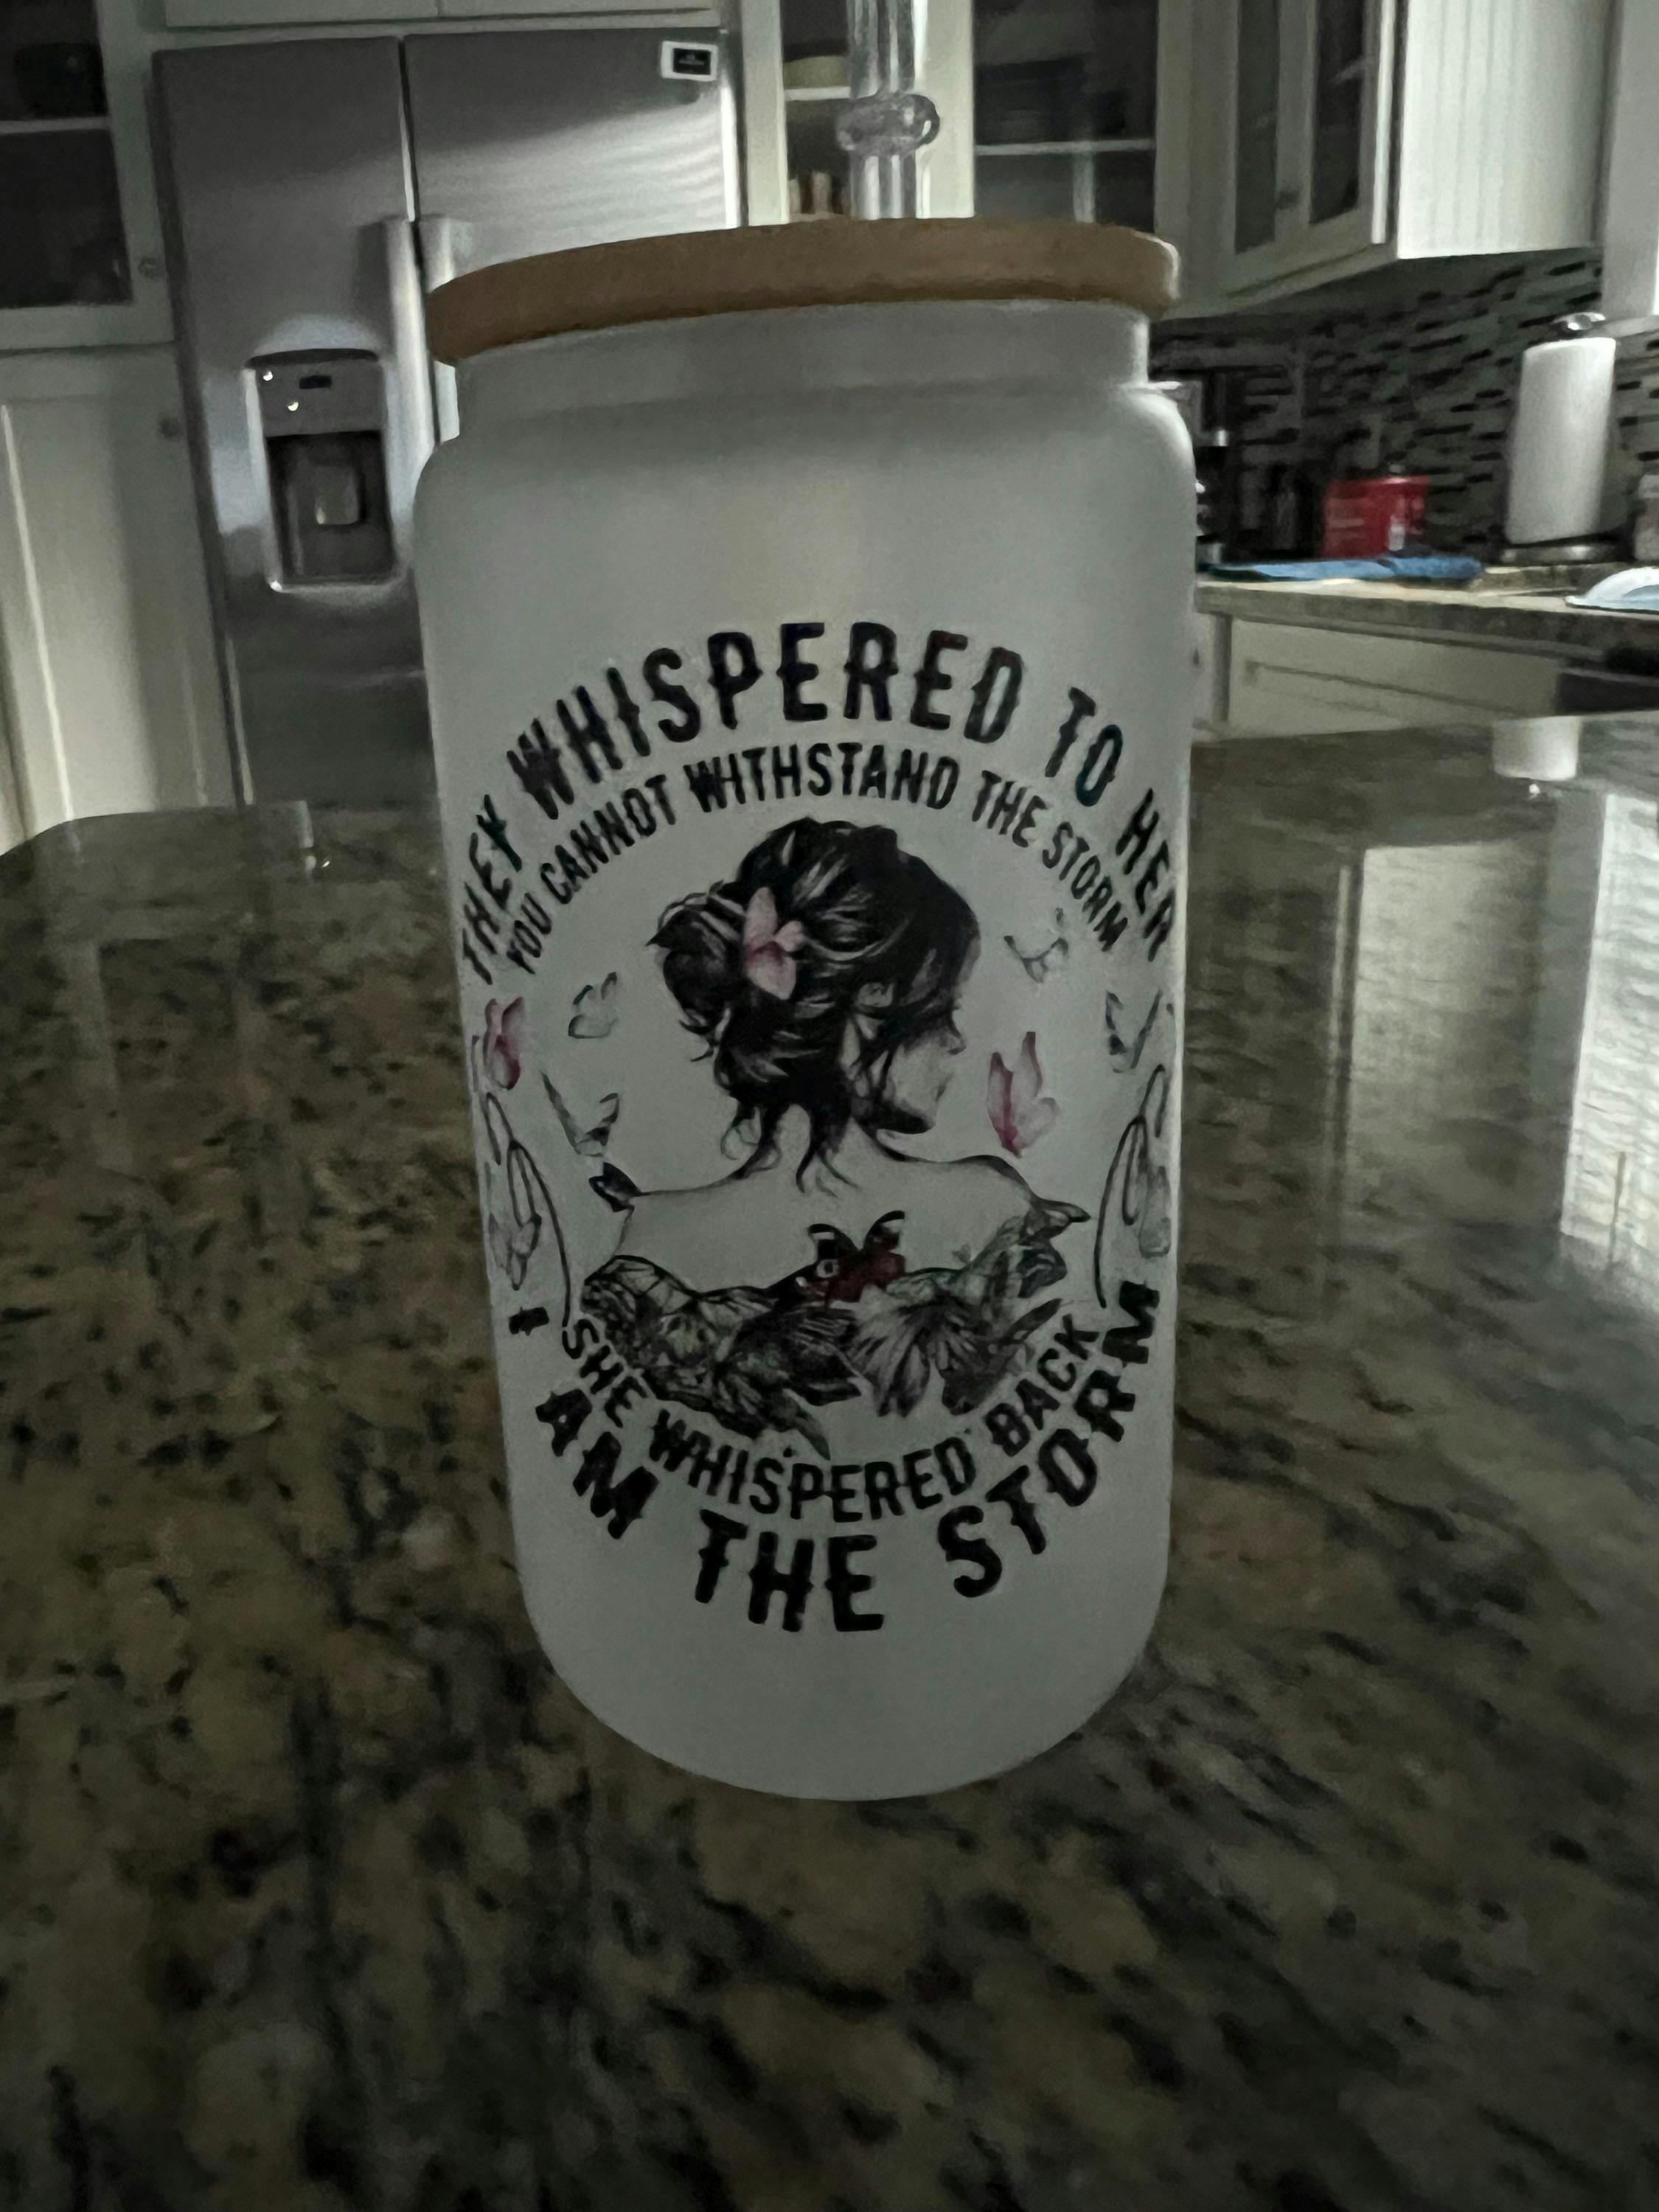 THEY WHISPERED TO HER
YOU CANNOT WITHSTAND THE STORM
SHE WHISPERED BACK
I AM THE STORM